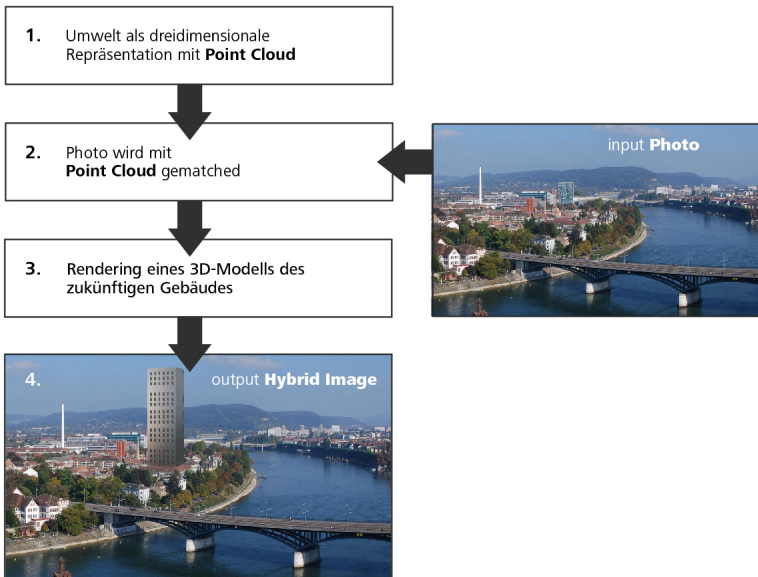 1. Umwelt als dreidimensionale
Repräsentation mit Point Cloud
2. Photo wird mit
Point Cloud gematched
input Photo
3. Rendering eines 3D-Modells des
zukünftigen Gebäudes
4. output Hybrid Image